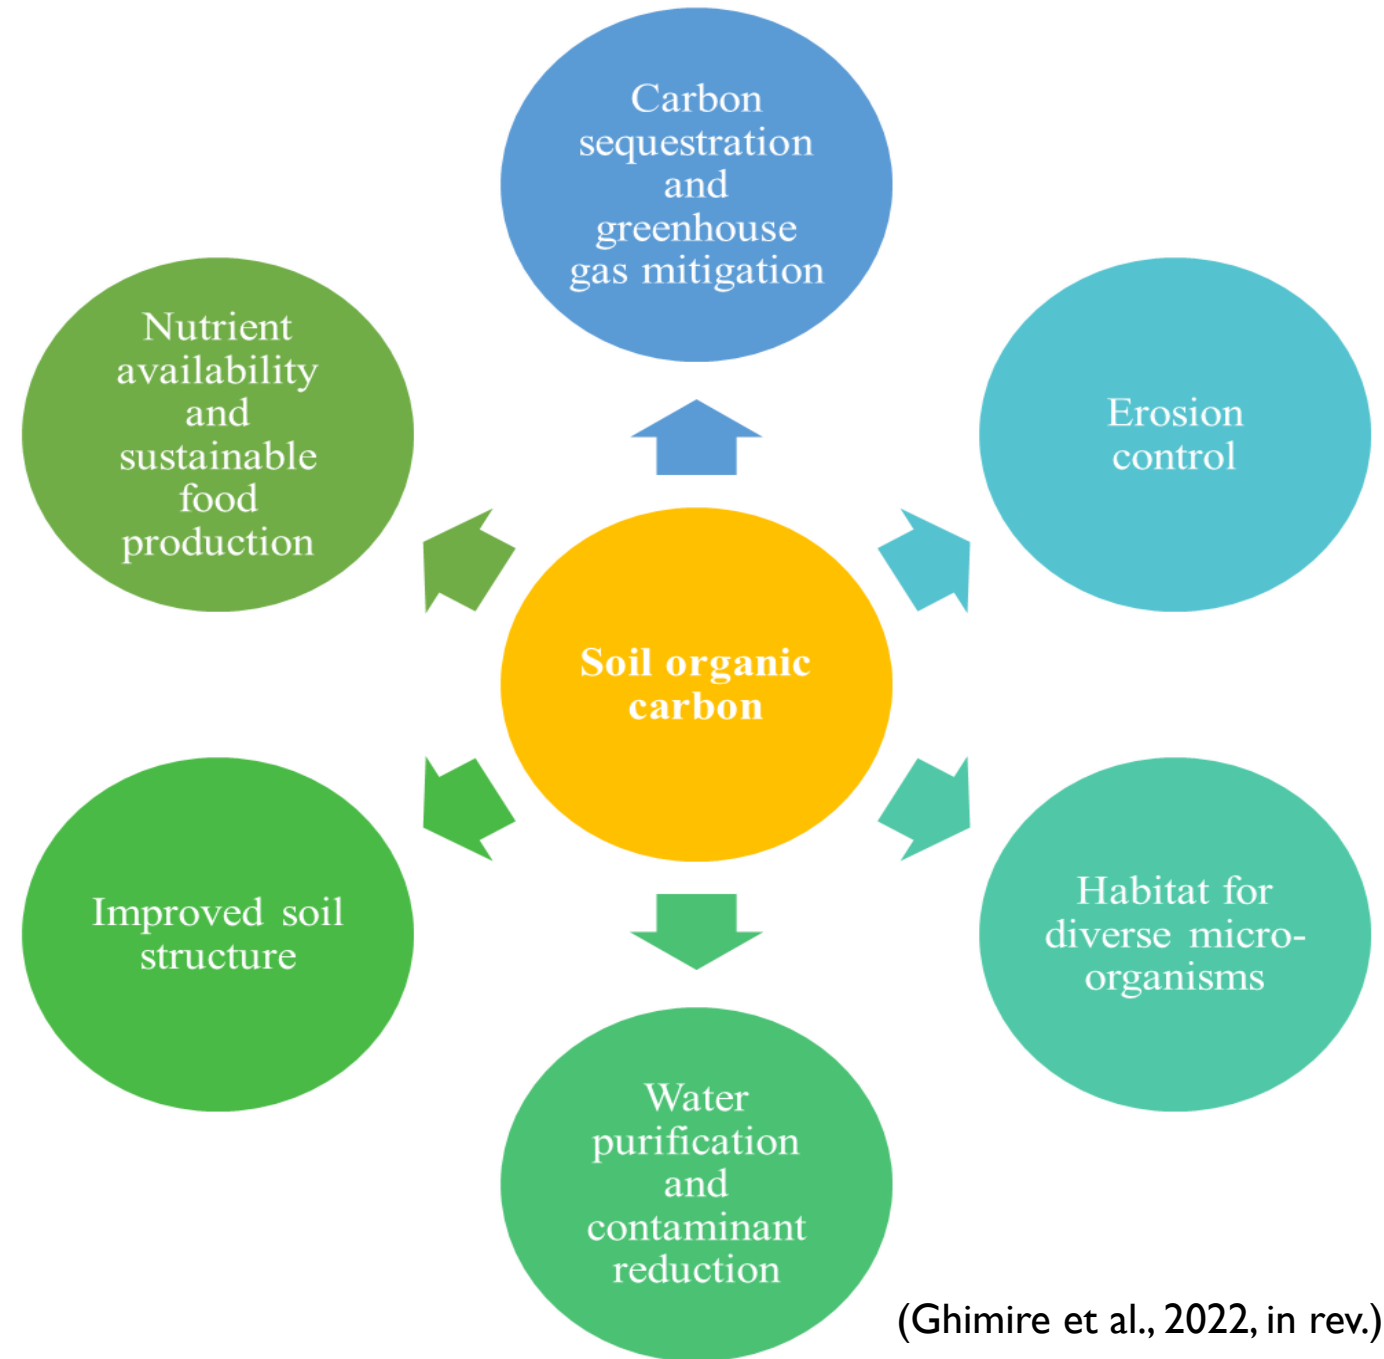 Carbon
sequestration
and
greenhouse
gas mitigation
Erosion
control
Habitat for
diverse micro-
organisms
Water
purification
and
contaminant
reduction
Improved soil
structure
Nutrient
availability
and
sustainable
food
production
Soil organic
carbon
(Ghimire et al., 2022, in rev.)